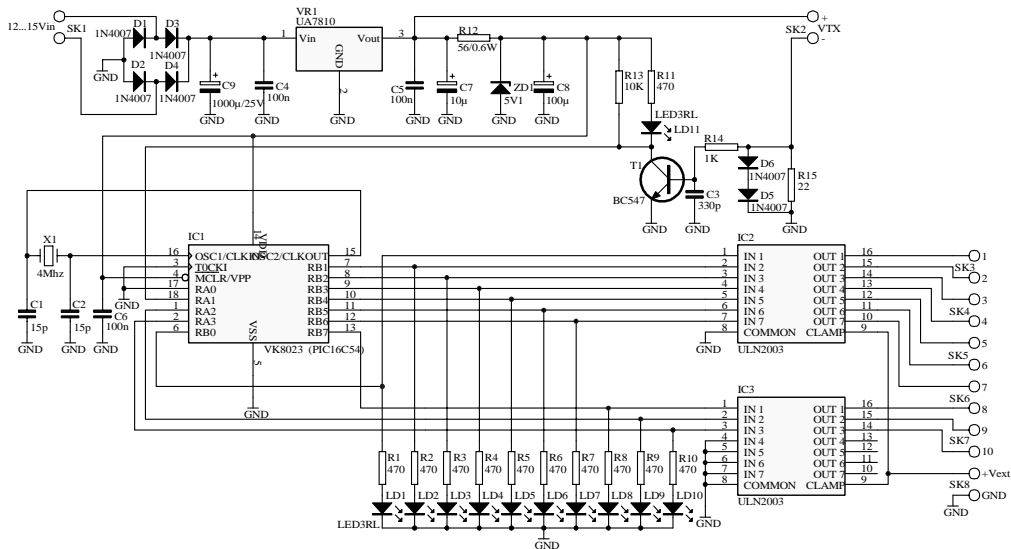 12...15Vin
SK1
D1
D3
1N4007
1N4007
D2
D4
1N4007
1N4007
GND
VR1
UA7810
1
Vin
Vout
3
GND
2
GND
C9
1000µ/25V
GND
C4
100n
GND
C5
100n
GND
C7
10µ
GND
R12
56/0.6W
ZD1
5V1
GND
C8
100µ
GND
R13
10K
R11
470
LED3RL
LD11
T1
BC547
GND
R14
1K
C3
330p
GND
D6
1N4007
D5
1N4007
R15
22
GND
SK2
+
VTX
-
X1
4Mhz
C1
15p
GND
C2
15p
GND
C6
100n
GND
GND
IC1
14
VDD
16 OSC1/CLKIN
OSC2/CLKOUT 15
3 T0CKI
RB1 7
4 MCLR/VPP
RB2 8
17 RA0
RB3 9
18 RA1
RB4 10
1 RA2
RB5 11
2 RA3
RB6 12
6 RB0
RB7 13
VSS
5
GND
VK8023 (PIC16C54)
IC2
1 IN 1 OUT 1 16
2 IN 2 OUT 2 15
3 IN 3 OUT 3 14
4 IN 4 OUT 4 13
5 IN 5 OUT 5 12
6 IN 6 OUT 6 11
7 IN 7 OUT 7 10
8 COMMON CLAMP 9
GND
ULN2003
IC3
1 IN 1 OUT 1 16
2 IN 2 OUT 2 15
3 IN 3 OUT 3 14
4 IN 4 OUT 4 13
5 IN 5 OUT 5 12
6 IN 6 OUT 6 11
7 IN 7 OUT 7 10
8 COMMON CLAMP 9
GND
ULN2003
1
SK3
2
3
SK4
4
5
SK5
6
7
SK6
8
9
SK7
10
+Vext
SK8
GND
GND
R1 R2 R3 R4 R5 R6 R7 R8 R9 R10
470 470 470 470 470 470 470 470 470 470
LD1 LD2 LD3 LD4 LD5 LD6 LD7 LD8 LD9 LD10
LED3RL
GND